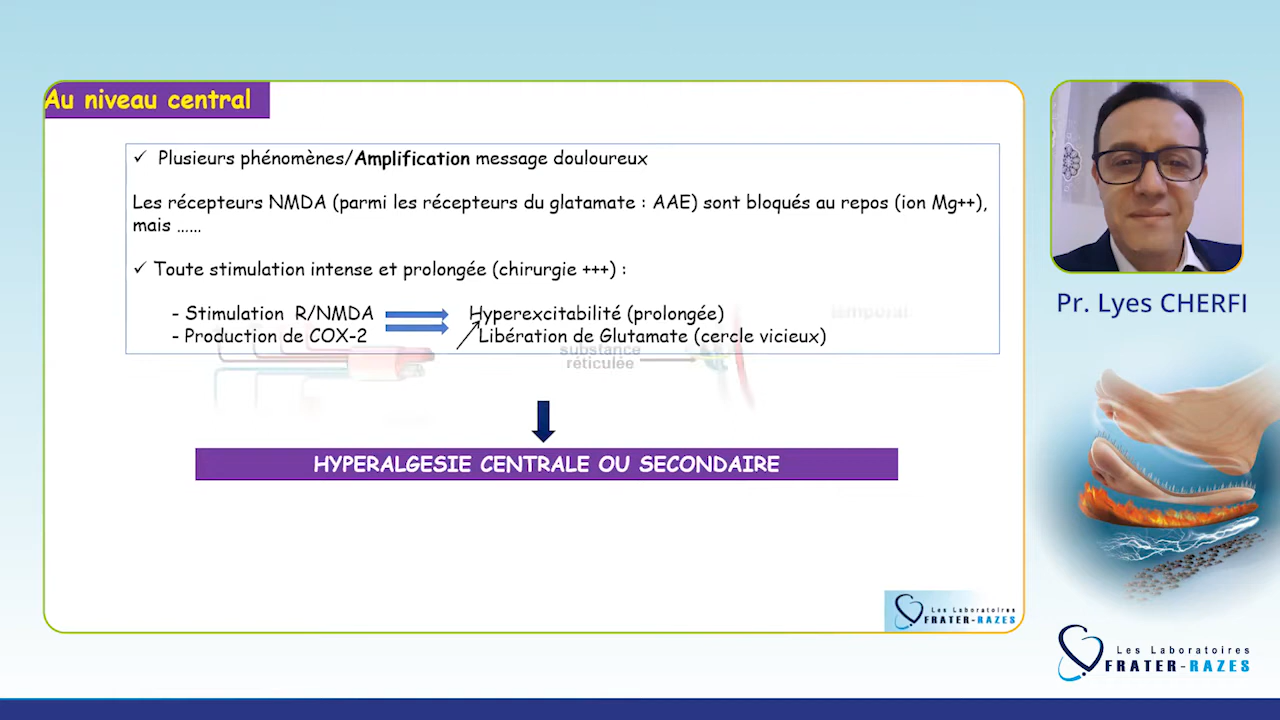 Au niveau central
✓ Plusieurs phénomènes/Amplification message douloureux
Les récepteurs NMDA (parmi les récepteurs du glatamate : AAE) sont bloqués au repos (ion Mg++),
mais ......
✓ Toute stimulation intense et prolongée (chirurgie +++) :
- Stimulation R/NMDA
Hyperexcitabilité (prolongée)
- Production de COX-2
Libération de Glutamate (cercle vicieux)
temporal
substance
réticulée
HYPERALGESIE CENTRALE OU SECONDAIRE
Les Laboratoires
FRATER-RAZES
Pr. Lyes CHERFI
Les Laboratoires
FRATER-RAZES